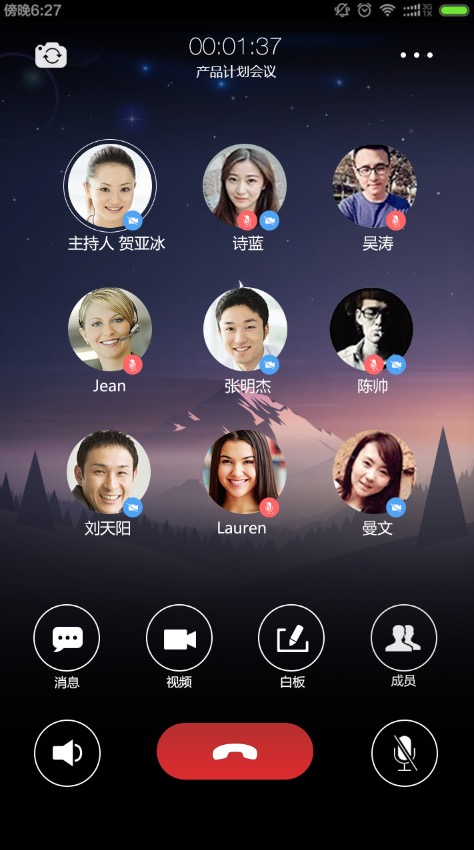 傍晚6:27
3G
1X
00:01:37
产品计划会议
主持人 贺亚冰
诗蓝
吴涛
Jean
张明杰
陈帅
刘天阳
Lauren
曼文
消息
视频
白板
成员